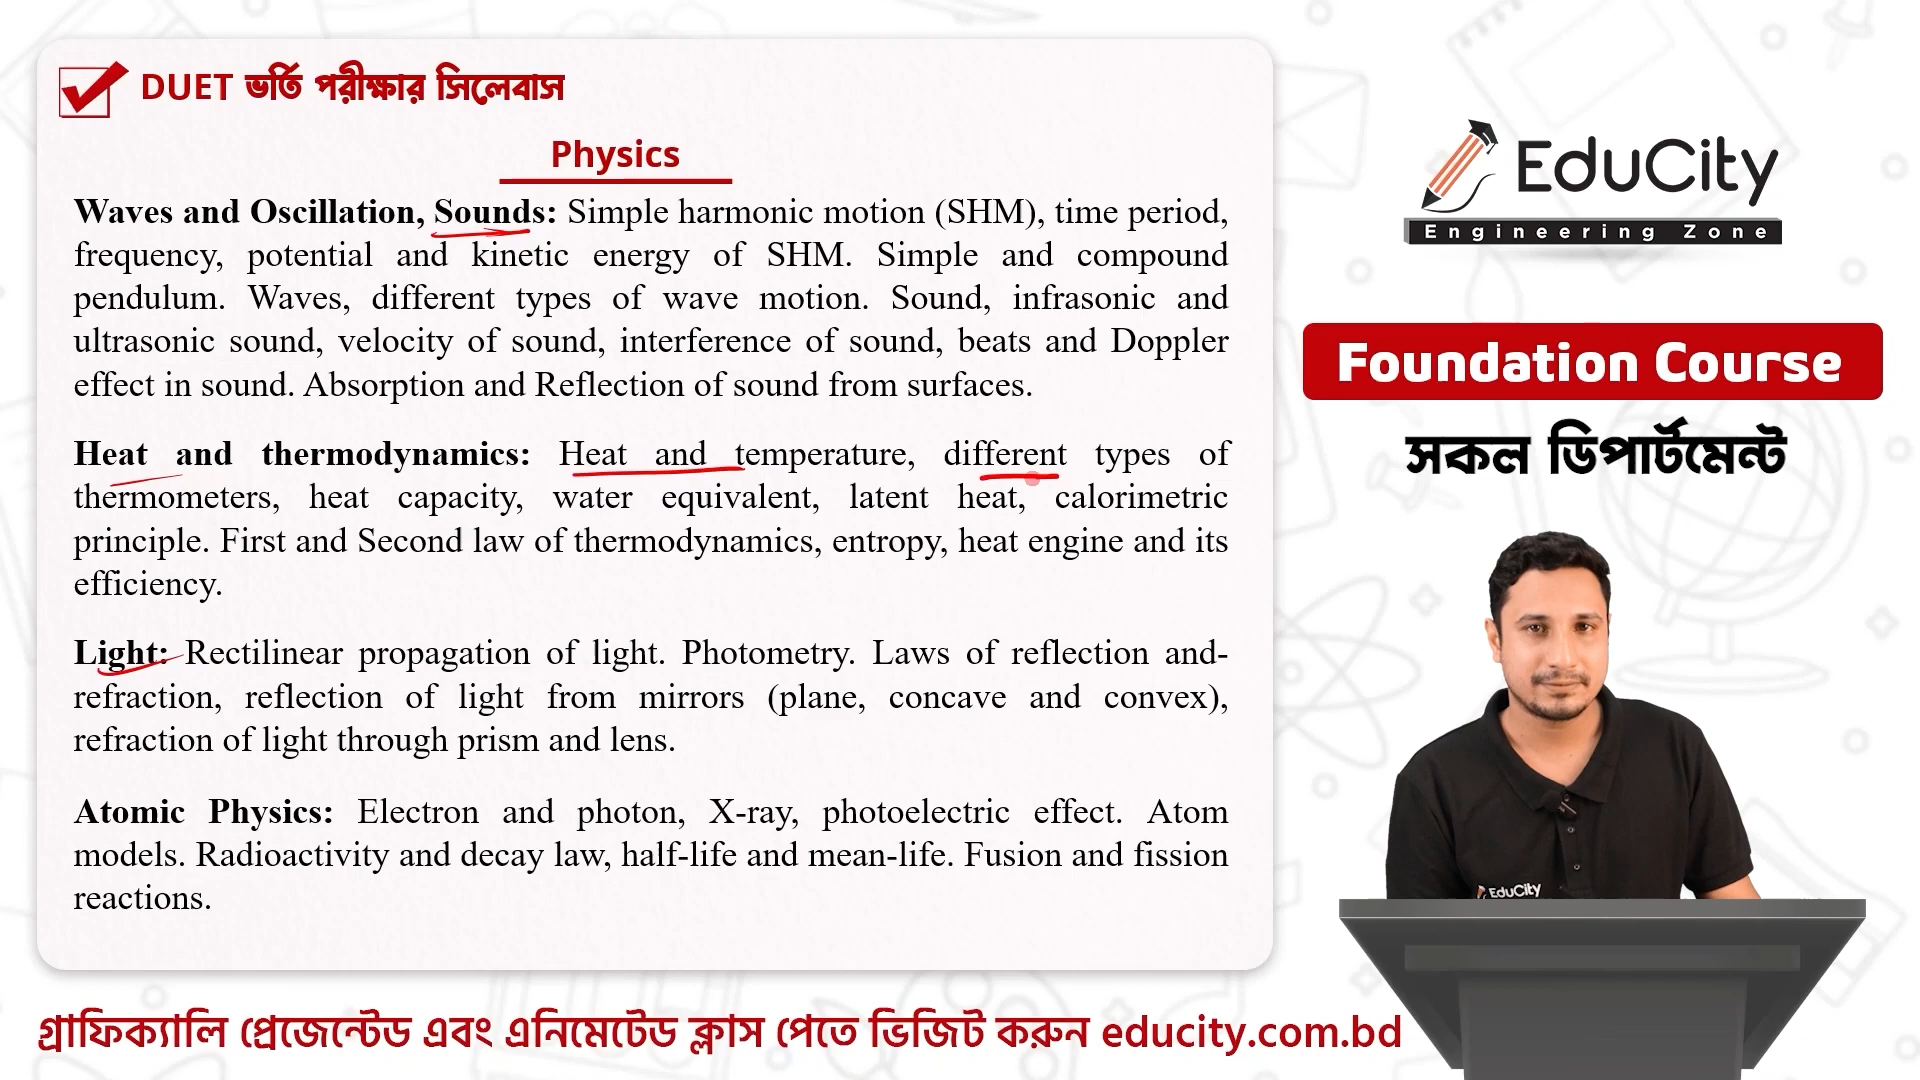 DUET ভর্তি পরীক্ষার সিলেবাস
Physics
Waves and Oscillation, Sounds: Simple harmonic motion (SHM), time period,
frequency, potential and kinetic energy of SHM. Simple and compound
pendulum. Waves, different types of wave motion. Sound, infrasonic and
ultrasonic sound, velocity of sound, interference of sound, beats and Doppler
effect in sound. Absorption and Reflection of sound from surfaces.
Heat and thermodynamics: Heat and temperature, different types of
thermometers, heat capacity, water equivalent, latent heat, calorimetric
principle. First and Second law of thermodynamics, entropy, heat engine and its
efficiency.
Light: Rectilinear propagation of light. Photometry. Laws of reflection and-
refraction, reflection of light from mirrors (plane, concave and convex),
refraction of light through prism and lens.
Atomic Physics: Electron and photon, X-ray, photoelectric effect. Atom
models. Radioactivity and decay law, half-life and mean-life. Fusion and fission
reactions.
EduCity
Engineering Zone
Foundation Course
সকল ডিপার্টমেন্ট
EduCity
গ্রাফিক্যালি প্রেজেন্টেড এবং এনিমেটেড ক্লাস পেতে ভিজিট করুন educity.com.bd